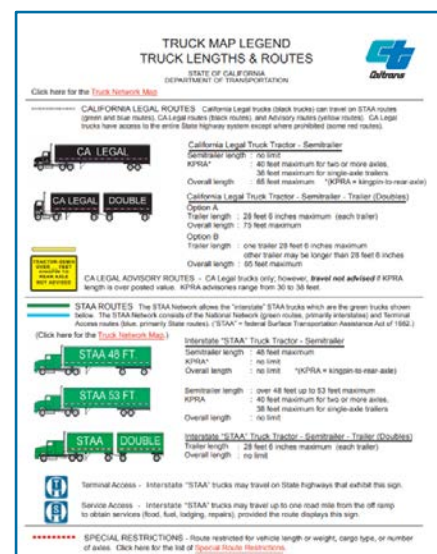 TRUCK MAP LEGEND
TRUCK LENGTHS & ROUTES
STATE OF CALIFORNIA
DEPARTMENT OF TRANSPORTATION
Caltrans
Click here for the Truck Network Map
CALIFORNIA LEGAL ROUTES California Legal trucks (black trucks) can travel on STAA routes
(green and blue routes), CA Legal routes (black routes), and Advisory routes (yellow routes). CA Legal
trucks have access to the entire State highway system except where prohibited (some red routes).
CA LEGAL
California Legal Truck Tractor - Semitrailer
Semitrailer length : no limit
KPRA* : 40 feet maximum for two or more axles,
38 feet maximum for single-axle trailers
Overall length : 65 feet maximum *(KPRA = kingpin-to-rear-axle)
CA LEGAL DOUBLE
California Legal Truck Tractor - Semitrailer - Trailer (Doubles)
Option A
Trailer length : 28 feet 6 inches maximum (each trailer)
Overall length : 75 feet maximum
Option B
Trailer length : one trailer 28 feet 6 inches maximum
other trailer may be longer than 28 feet 6 inches
Overall length : 65 feet maximum
TRACTOR-SEMIS
OVER __ FEET
KINGPIN TO
REAR AXLE
NOT ADVISED
CA LEGAL ADVISORY ROUTES - CA Legal trucks only; however, travel not advised if KPRA
length is over posted value. KPRA advisories range from 30 to 38 feet.
STAA ROUTES The STAA Network allows the "interstate" STAA trucks which are the green trucks shown
below. The STAA Network consists of the National Network (green routes, primarily interstates) and Terminal
Access routes (blue, primarily State routes). ("STAA" = federal Surface Transportation Assistance Act of 1982.)
(Click here for the Truck Network Map.)
STAA 48 FT.
Interstate "STAA" Truck Tractor - Semitrailer
Semitrailer length : 48 feet maximum
KPRA* : no limit
Overall length : no limit *(KPRA = kingpin-to-rear-axle)
STAA 53 FT.
Semitrailer length : over 48 feet up to 53 feet maximum
KPRA : 40 feet maximum for two or more axles,
38 feet maximum for single-axle trailers
Overall length : no limit
STAA DOUBLE
Interstate "STAA" Truck Tractor - Semitrailer - Trailer (Doubles)
Trailer length : 28 feet 6 inches maximum (each trailer)
Overall length : no limit
T
Terminal Access - Interstate "STAA" trucks may travel on State highways that exhibit this sign.
S
Service Access - Interstate "STAA" trucks may travel up to one road mile from the off ramp
to obtain services (food, fuel, lodging, repairs), provided the route displays this sign.
SPECIAL RESTRICTIONS - Route restricted for vehicle length or weight, cargo type, or number
of axles. Click here for the list of Special Route Restrictions.